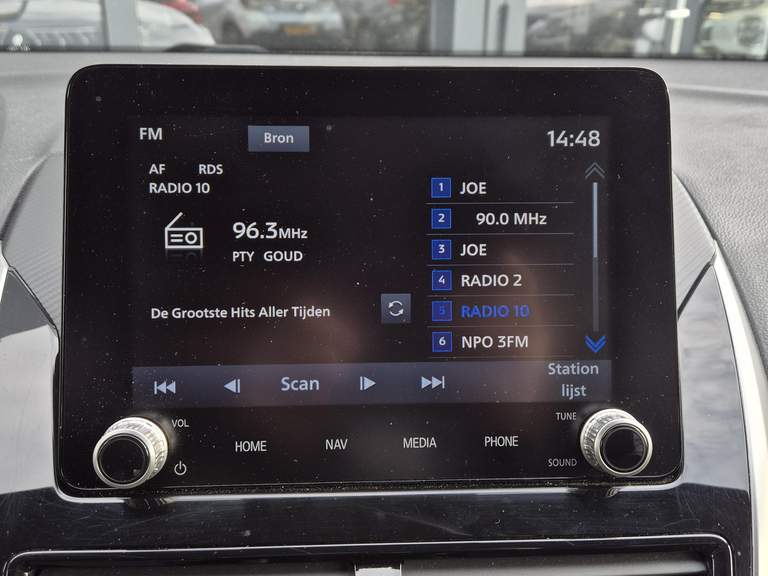 FM
Bron
14:48
AF RDS
RADIO 10
96.3MHz
PTY GOUD
De Grootste Hits Aller Tijden
1 JOE
2 90.0 MHz
3 JOE
4 RADIO 2
5 RADIO 10
6 NPO 3FM
Scan
Station
lijst
VOL
HOME
NAV
MEDIA
PHONE
TUNE
SOUND